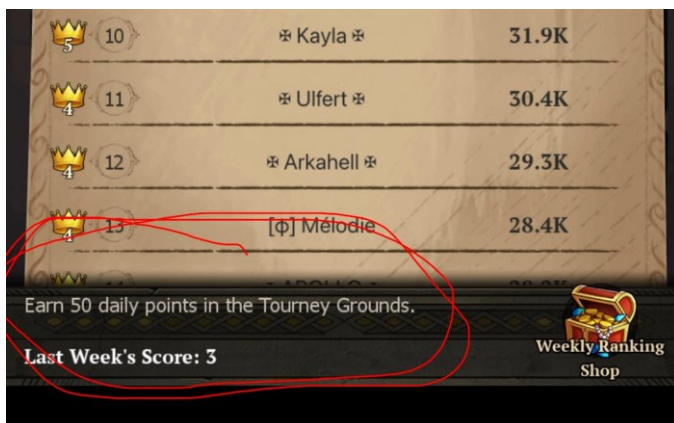 5 10 ✠ Kayla ✠ 31.9K
4 11 ✠ Ulfert ✠ 30.4K
4 12 ✠ Arkahell ✠ 29.3K
4 13 [ф] Mélodie 28.4K
Earn 50 daily points in the Tourney Grounds.
Last Week's Score: 3
Weekly Ranking
Shop